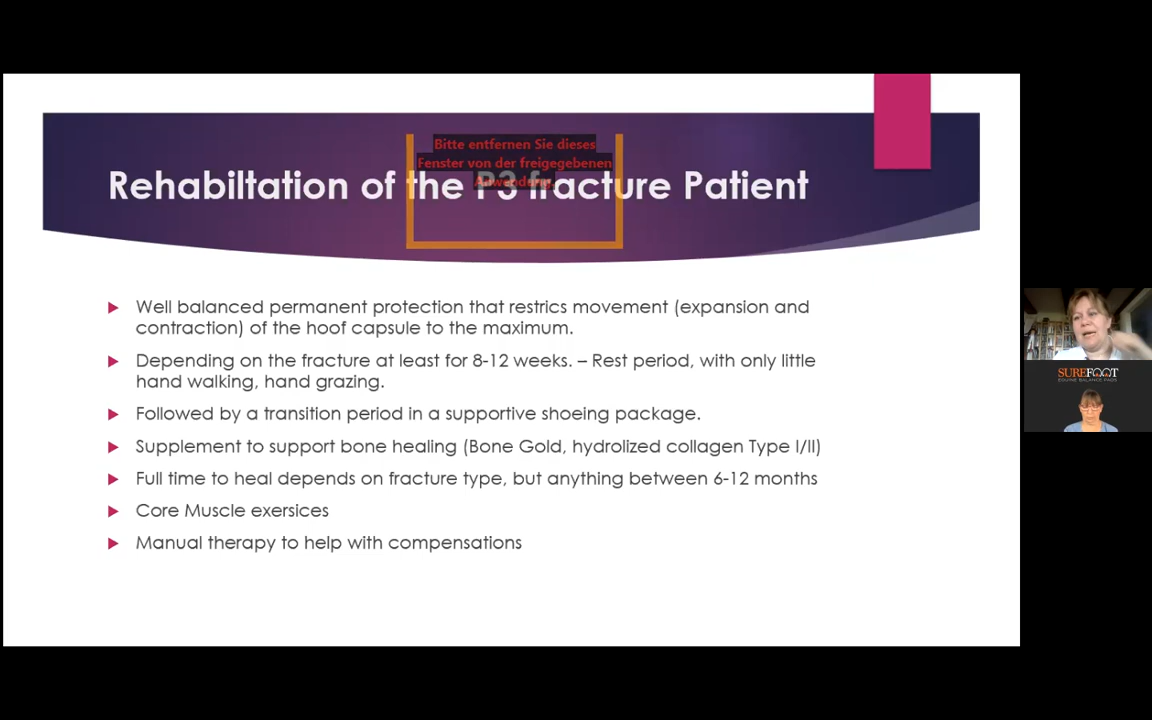 Bitte entfernen Sie dieses
Fenster von der freigegebenen
Anwendung.
Rehabiltation of the P3 fracture Patient
Well balanced permanent protection that restrics movement (expansion and
contraction) of the hoof capsule to the maximum.
Depending on the fracture at least for 8-12 weeks. – Rest period, with only little
hand walking, hand grazing.
Followed by a transition period in a supportive shoeing package.
Supplement to support bone healing (Bone Gold, hydrolized collagen Type I/II)
Full time to heal depends on fracture type, but anything between 6-12 months
Core Muscle exersices
Manual therapy to help with compensations
SUREFOOT
EQUINE BALANCE PADS